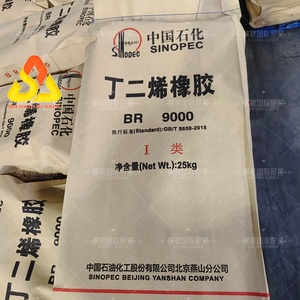 中国石化
SINOPEC
SINOPEC
丁二烯橡胶
BR 9000
执行标准(Standard):GB/T 8659-2018
I 类
净含量(Net Wt.):25kg
中国石油化工股份有限公司北京燕山分公司
SINOPEC BEIJING YANSHAN COMPANY
9000